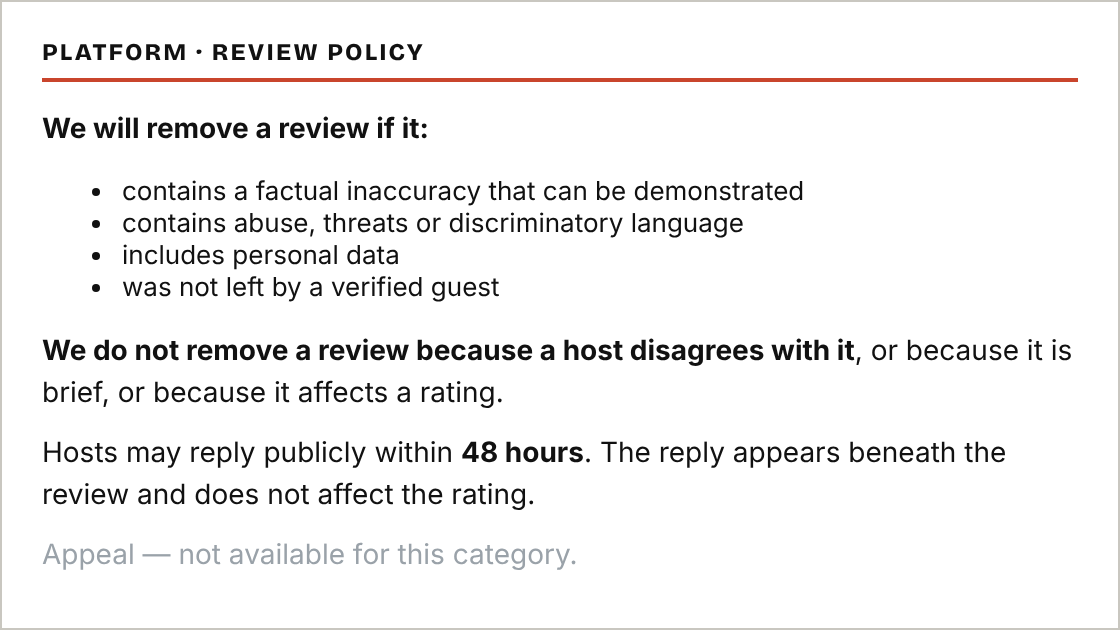 PLATFORM · REVIEW POLICY
We will remove a review if it:
• contains a factual inaccuracy that can be demonstrated
• contains abuse, threats or discriminatory language
• includes personal data
• was not left by a verified guest
We do not remove a review because a host disagrees with it, or because it is
brief, or because it affects a rating.
Hosts may reply publicly within 48 hours. The reply appears beneath the
review and does not affect the rating.
Appeal — not available for this category.